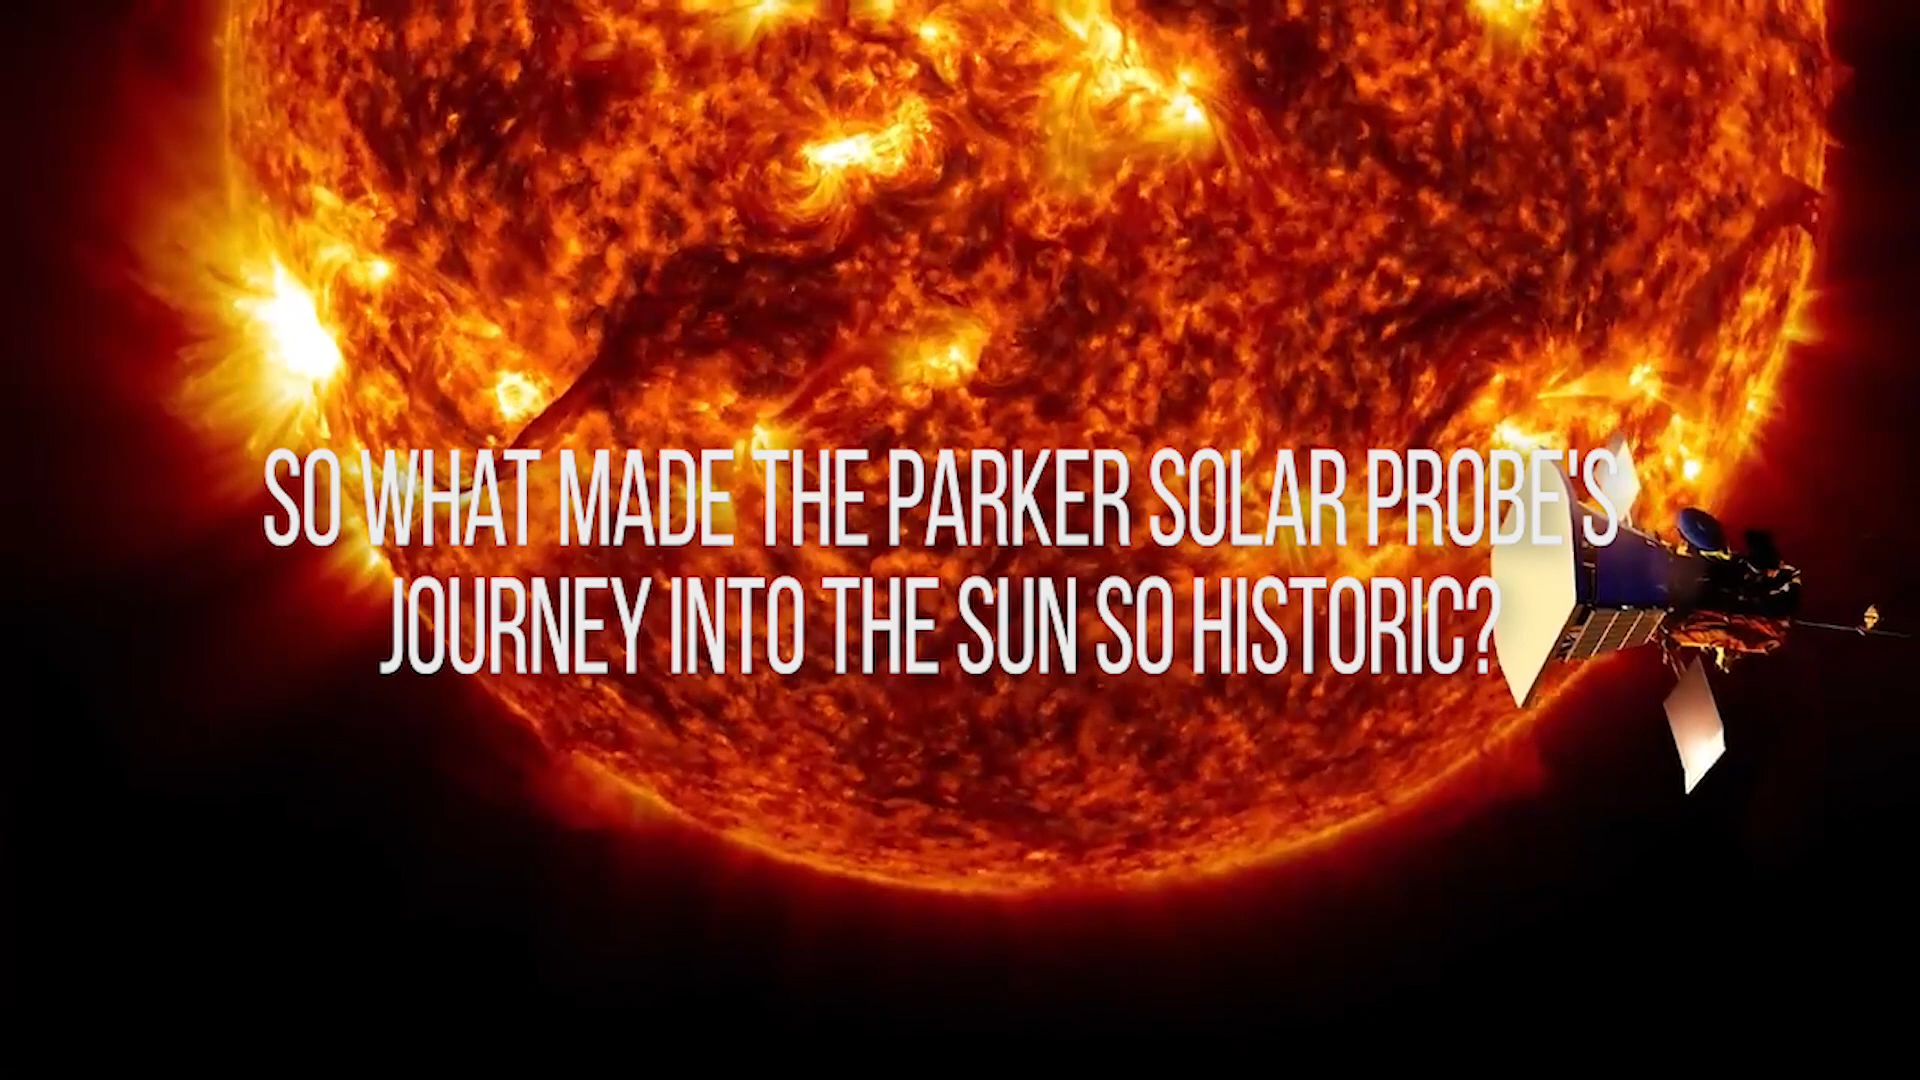 SO WHAT MADE THE PARKER SOLAR PROBE'S
JOURNEY INTO THE SUN SO HISTORIC?